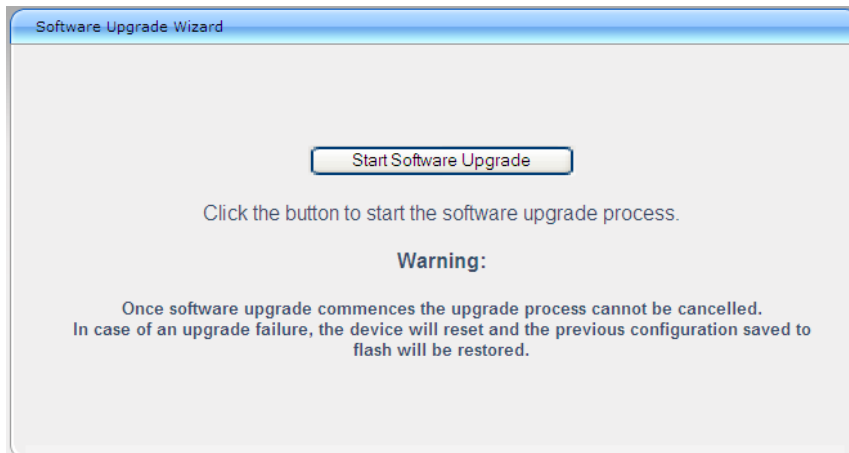 Software Upgrade Wizard
Start Software Upgrade
Click the button to start the software upgrade process.
Warning:
Once software upgrade commences the upgrade process cannot be cancelled.
In case of an upgrade failure, the device will reset and the previous configuration saved to
flash will be restored.